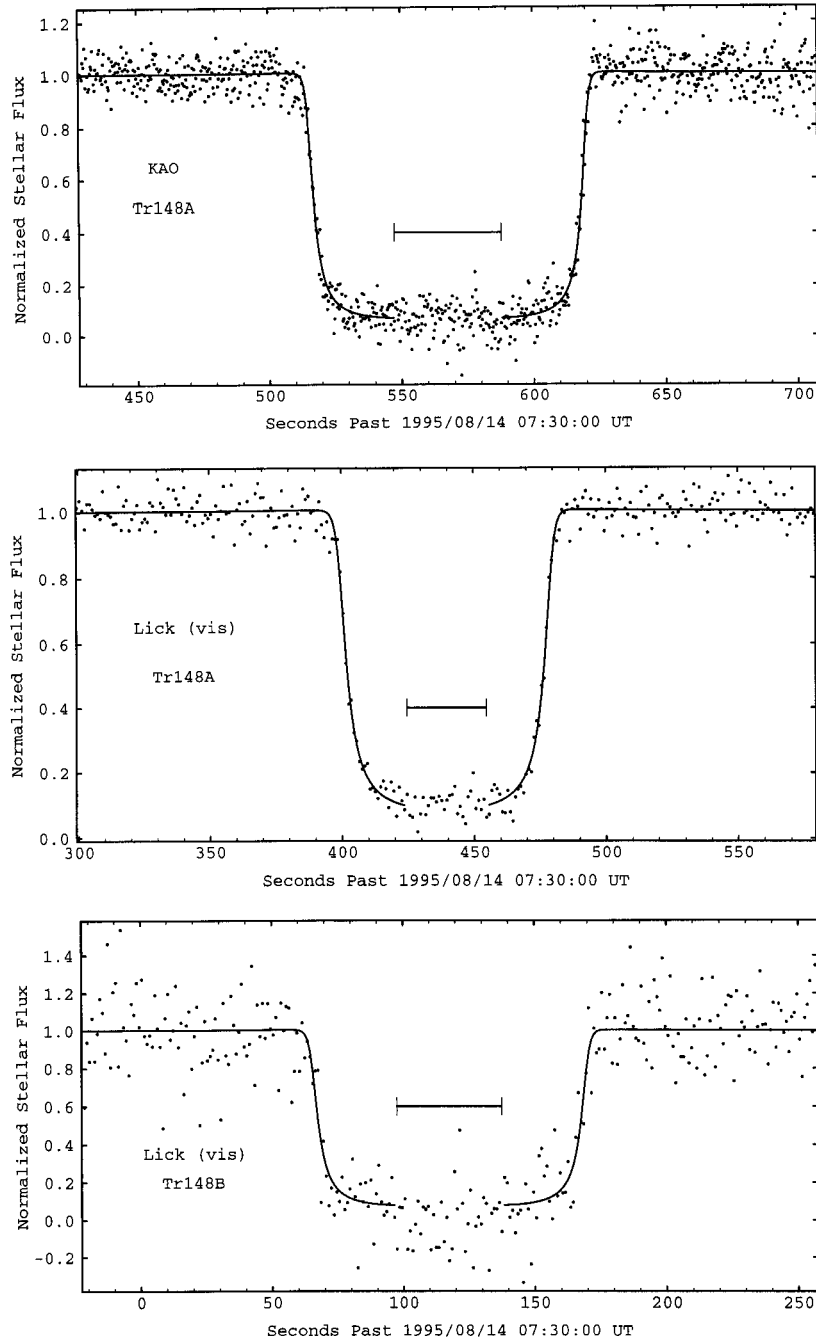 1.2
1.0
0.8
0.6
0.4
0.2
0.0
Normalized Stellar Flux
KAO
Tr148A
450 500 550 600 650 700
Seconds Past 1995/08/14 07:30:00 UT
1.0
0.8
0.6
0.4
0.2
0.0
Normalized Stellar Flux
Lick (vis)
Tr148A
300 350 400 450 500 550
Seconds Past 1995/08/14 07:30:00 UT
1.4
1.2
1.0
0.8
0.6
0.4
0.2
0.0
-0.2
Normalized Stellar Flux
Lick (vis)
Tr148B
0 50 100 150 200 250
Seconds Past 1995/08/14 07:30:00 UT